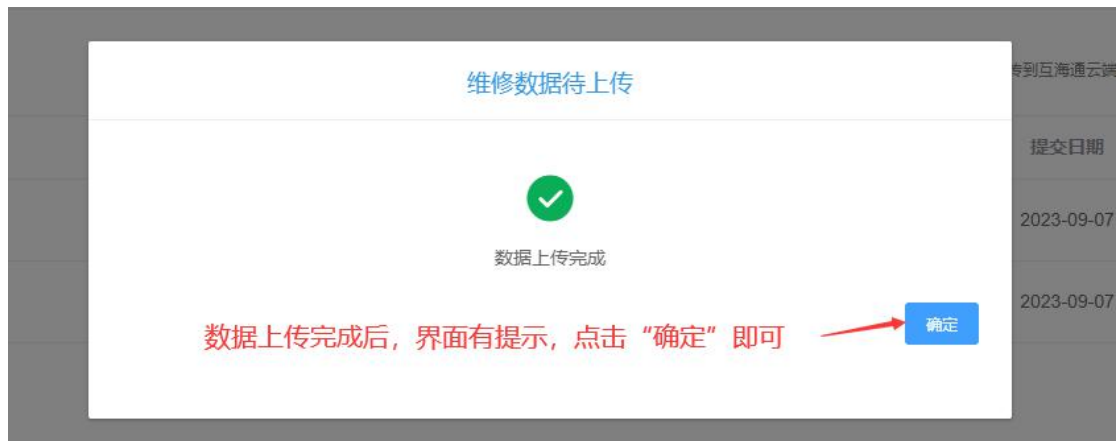 维修数据待上传
传到互海通云端
提交日期
数据上传完成
2023-09-07
2023-09-07
数据上传完成后，界面有提示，点击“确定”即可
确定